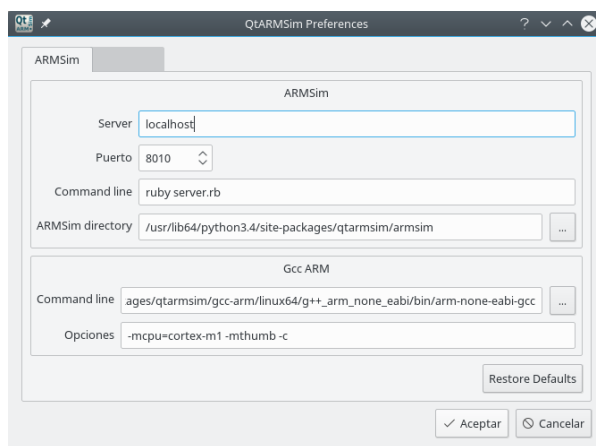 Qt
ARMSim
QtARMSim Preferences
ARMSim
ARMSim
Server localhost
Puerto 8010
Command line ruby server.rb
ARMSim directory /usr/lib64/python3.4/site-packages/qtarmsim/armsim ...
Gcc ARM
Command line ages/qtarmsim/gcc-arm/linux64/g++_arm_none_eabi/bin/arm-none-eabi-gcc ...
Opciones -mcpu=cortex-m1 -mthumb -c
Restore Defaults
Aceptar Cancelar